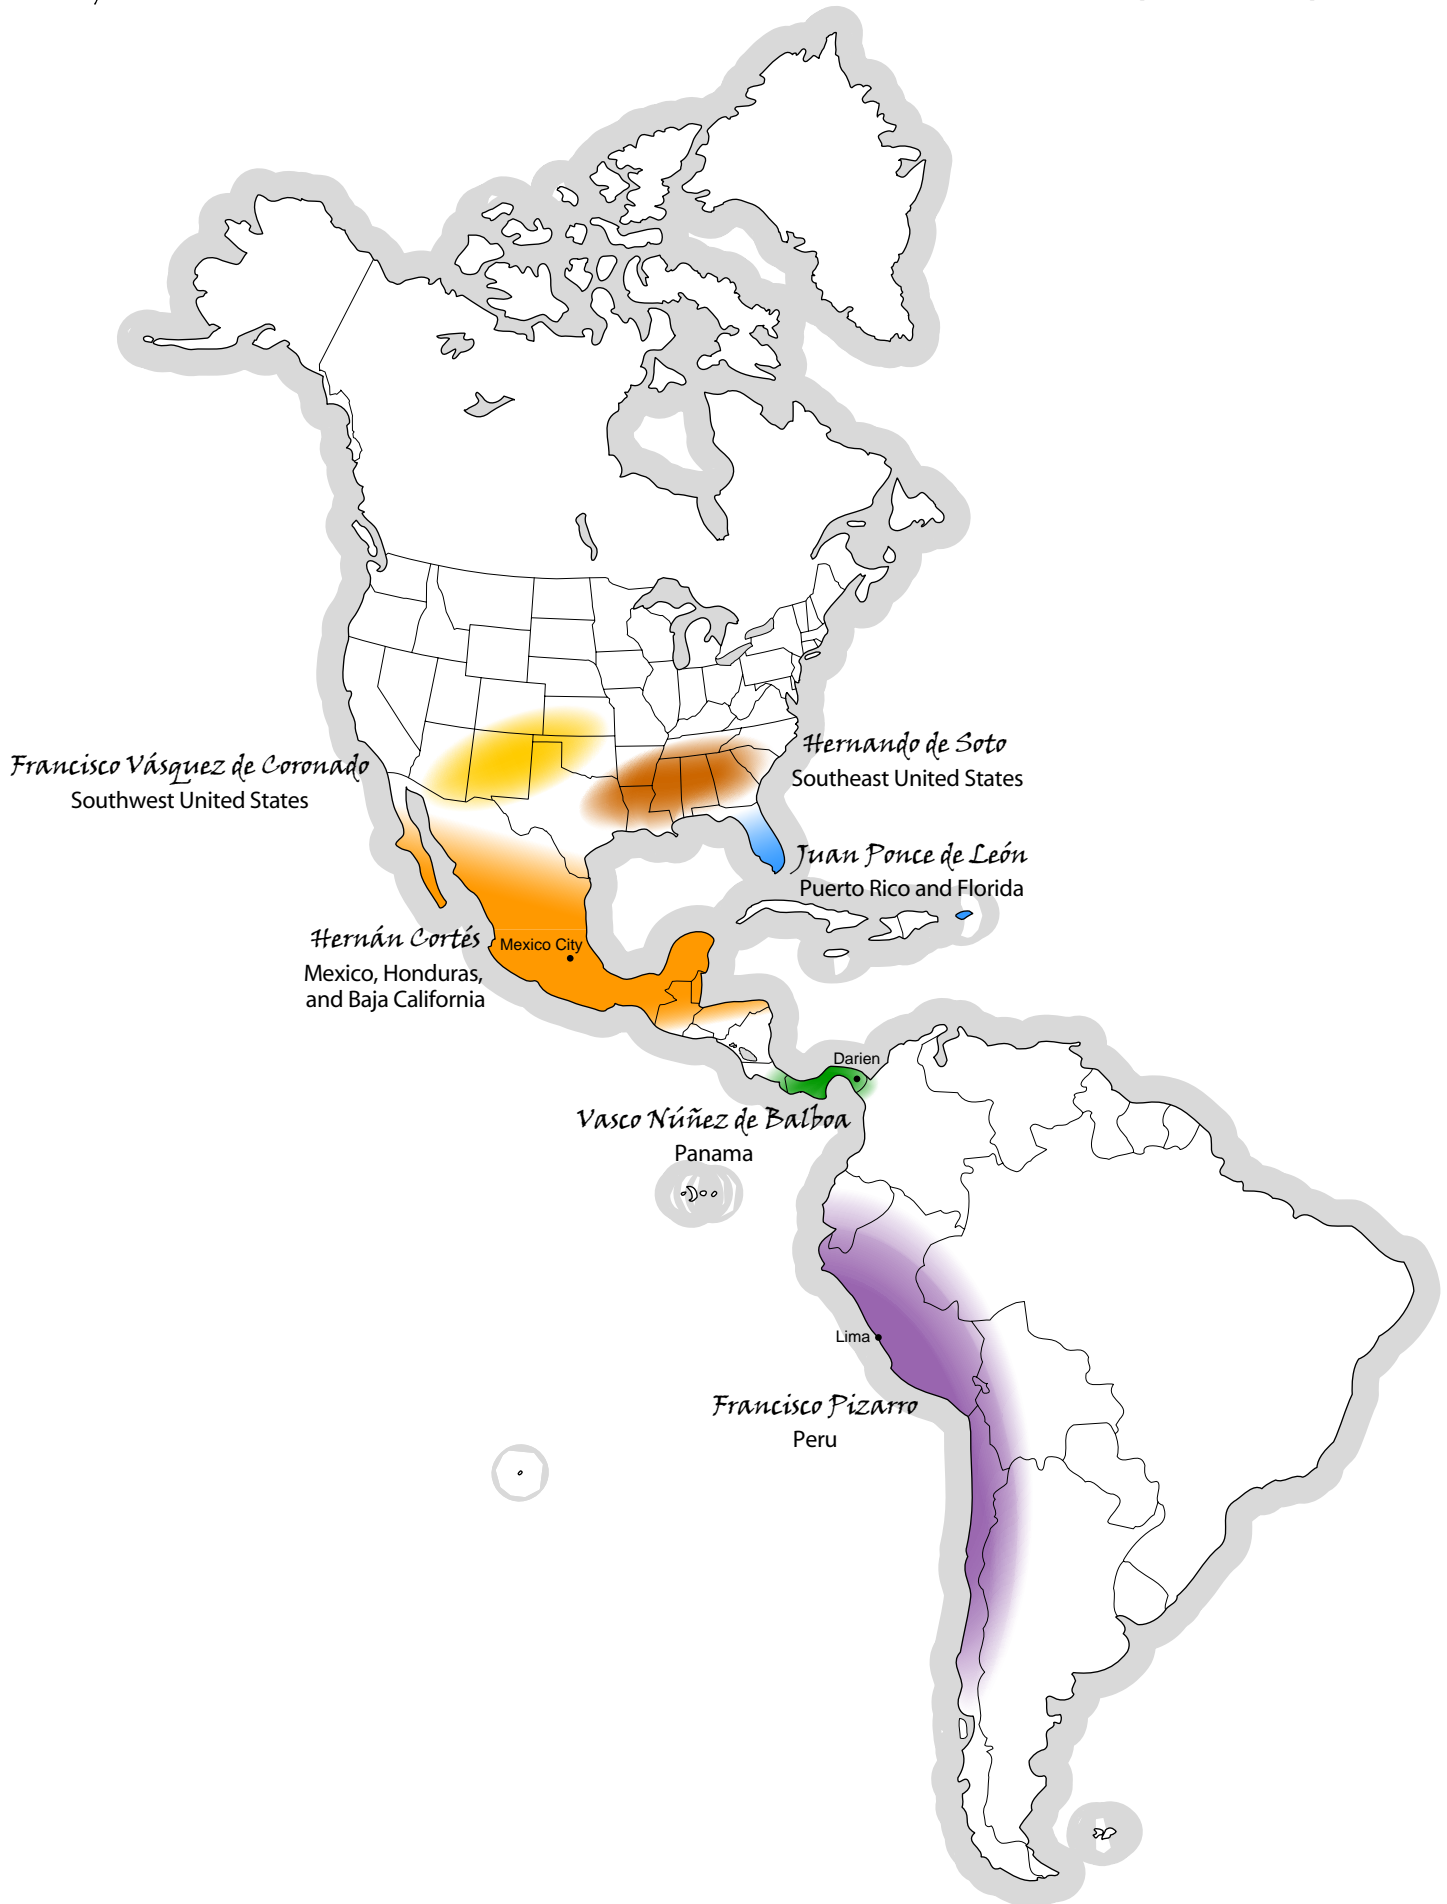 Francisco Vásquez de Coronado
Southwest United States
Hernando de Soto
Southeast United States
Juan Ponce de León
Puerto Rico and Florida
Hernán Cortés
Mexico, Honduras,
and Baja California
Mexico City
Darien
Vasco Núñez de Balboa
Panama
Lima
Francisco Pizarro
Peru